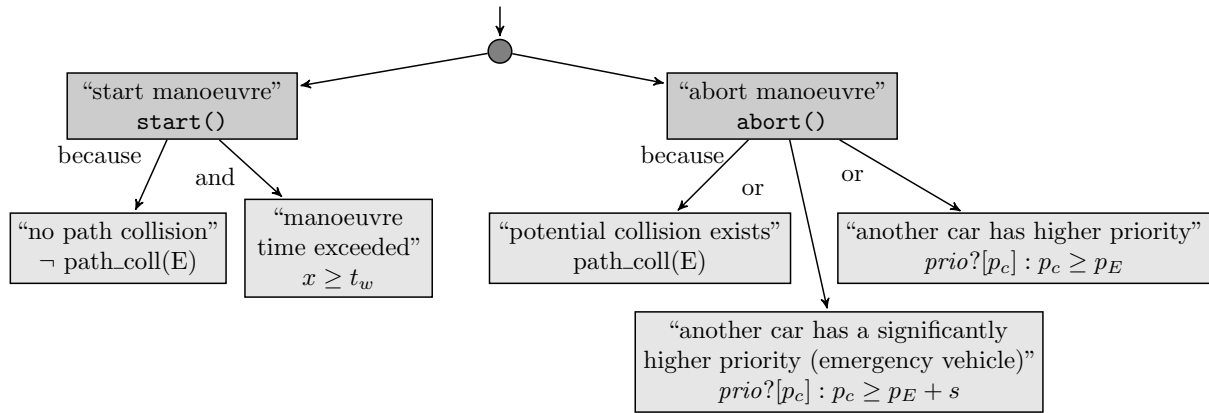 “start manoeuvre”
start()
“abort manoeuvre”
abort()
because
and
because
or
or
“no path collision”
¬ path_coll(E)
“manoeuvre
time exceeded”
x ≥ t_w
“potential collision exists”
path_coll(E)
“another car has higher priority”
prio?[p_c] : p_c ≥ p_E
“another car has a significantly
higher priority (emergency vehicle)”
prio?[p_c] : p_c ≥ p_E + s